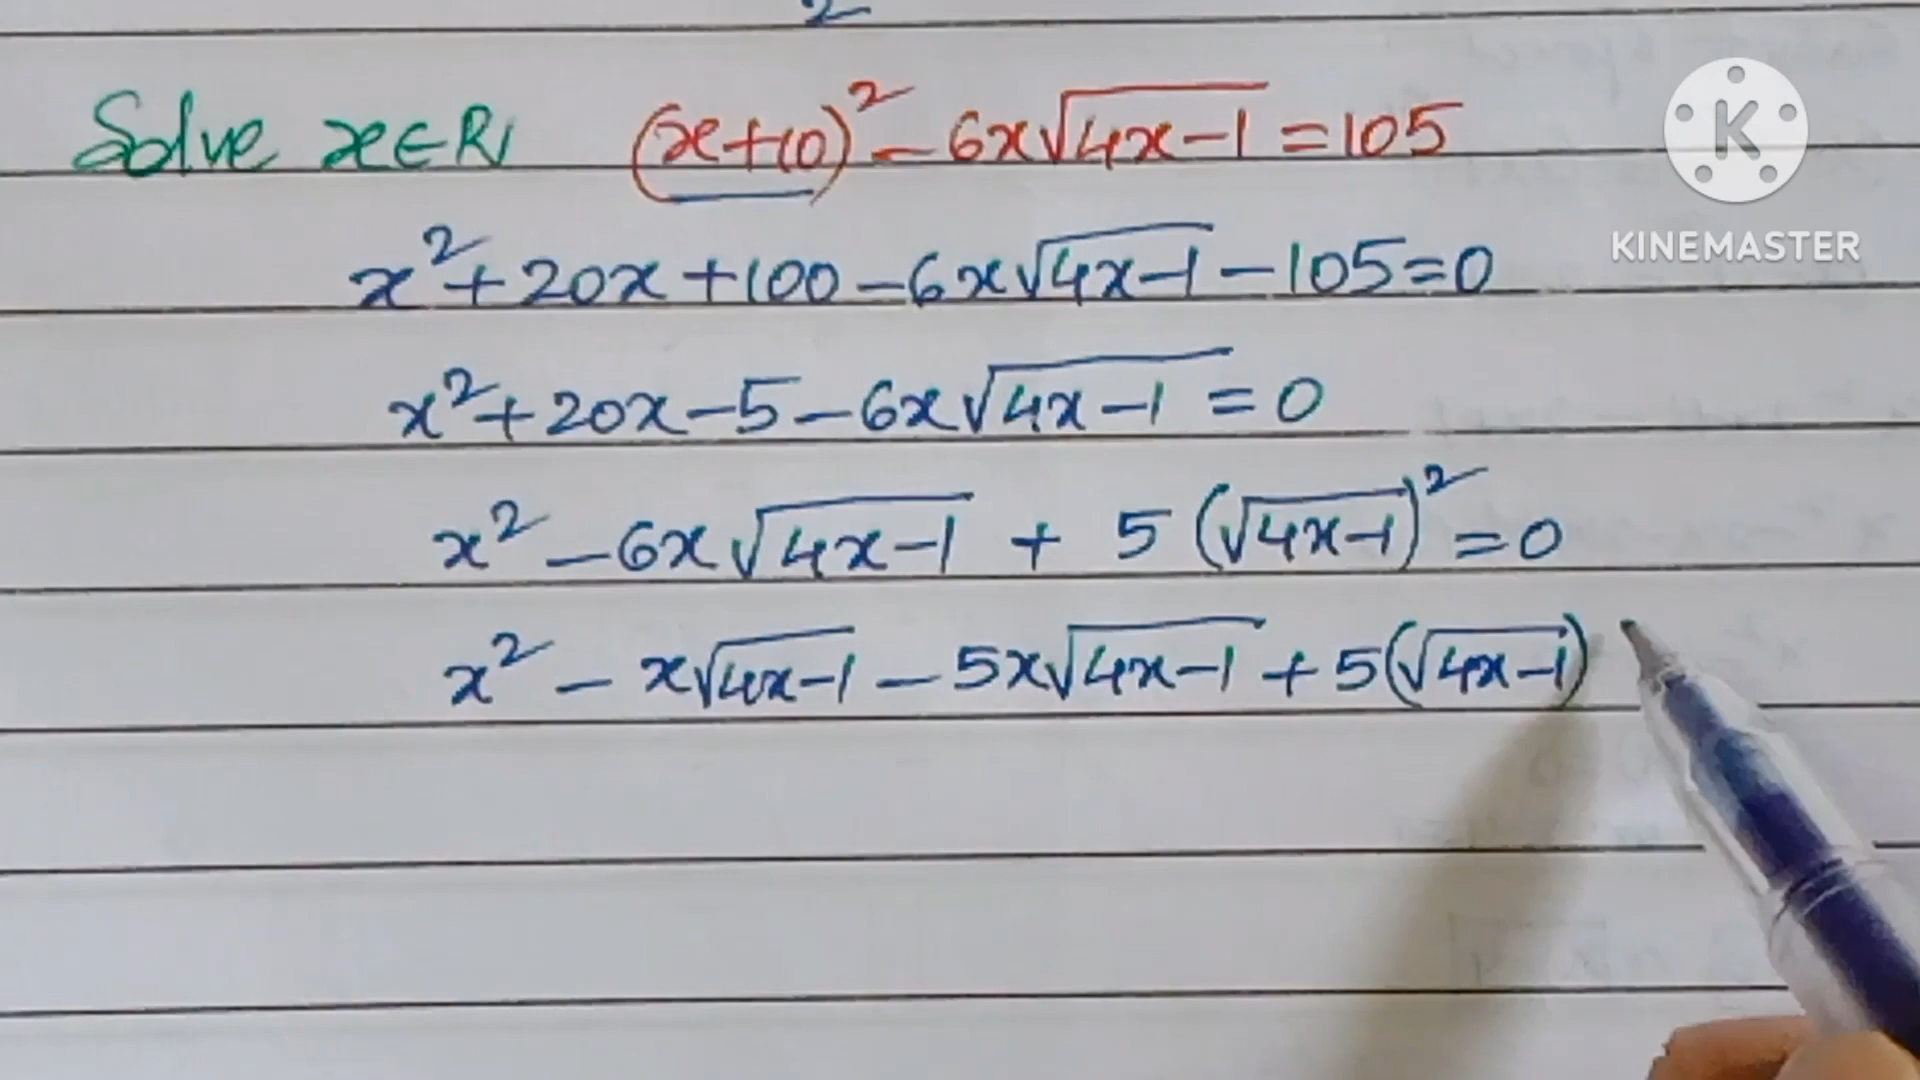 2
Solve x∈R, (x+10)² - 6x√(4x-1) = 105
K
KINEMASTER
x² + 20x + 100 - 6x√(4x-1) - 105 = 0
x² + 20x - 5 - 6x√(4x-1) = 0
x² - 6x√(4x-1) + 5(√(4x-1))² = 0
x² - x√(4x-1) - 5x√(4x-1) + 5(√(4x-1))